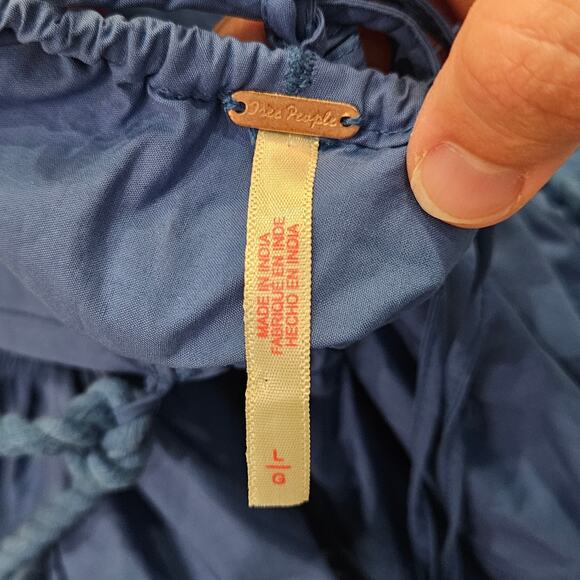 free People
MADE IN INDIA
FABRIQUÉ EN INDE
HECHO EN INDIA
L/G